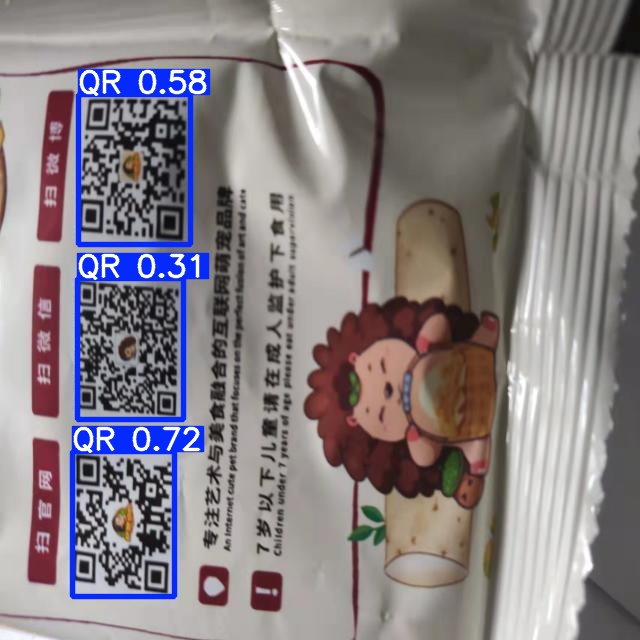 QR 0.58
扫微博
QR 0.31
扫微信
QR 0.72
扫官网
专注艺术与美食融合的互联网萌宠品牌
An Internet cute pet brand that focuses on the perfect fusion of art and cate
7岁以下儿童请在成人监护下食用
Children under 7 years of age please eat under adult supervision